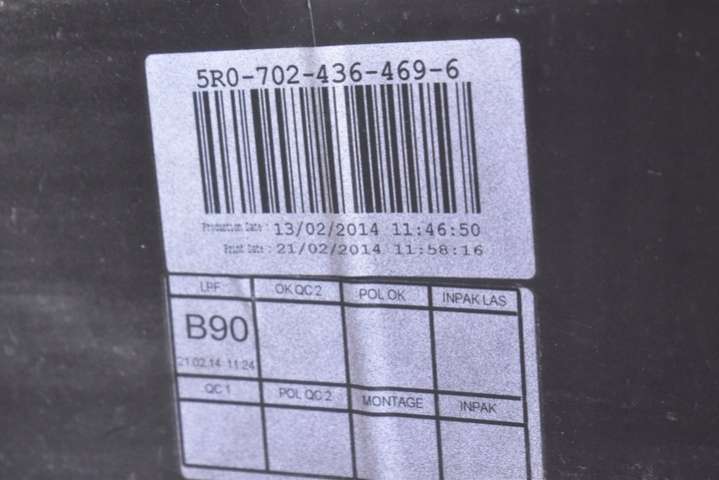 5R0-702-436-469-6
Production Date : 13/02/2014 11:46:50
Print Date : 21/02/2014 11:58:16
LPF OK QC 2 POL OK INPAK LAS
B90
21.02.14 11:24
QC 1 POL QC 2 MONTAGE INPAK